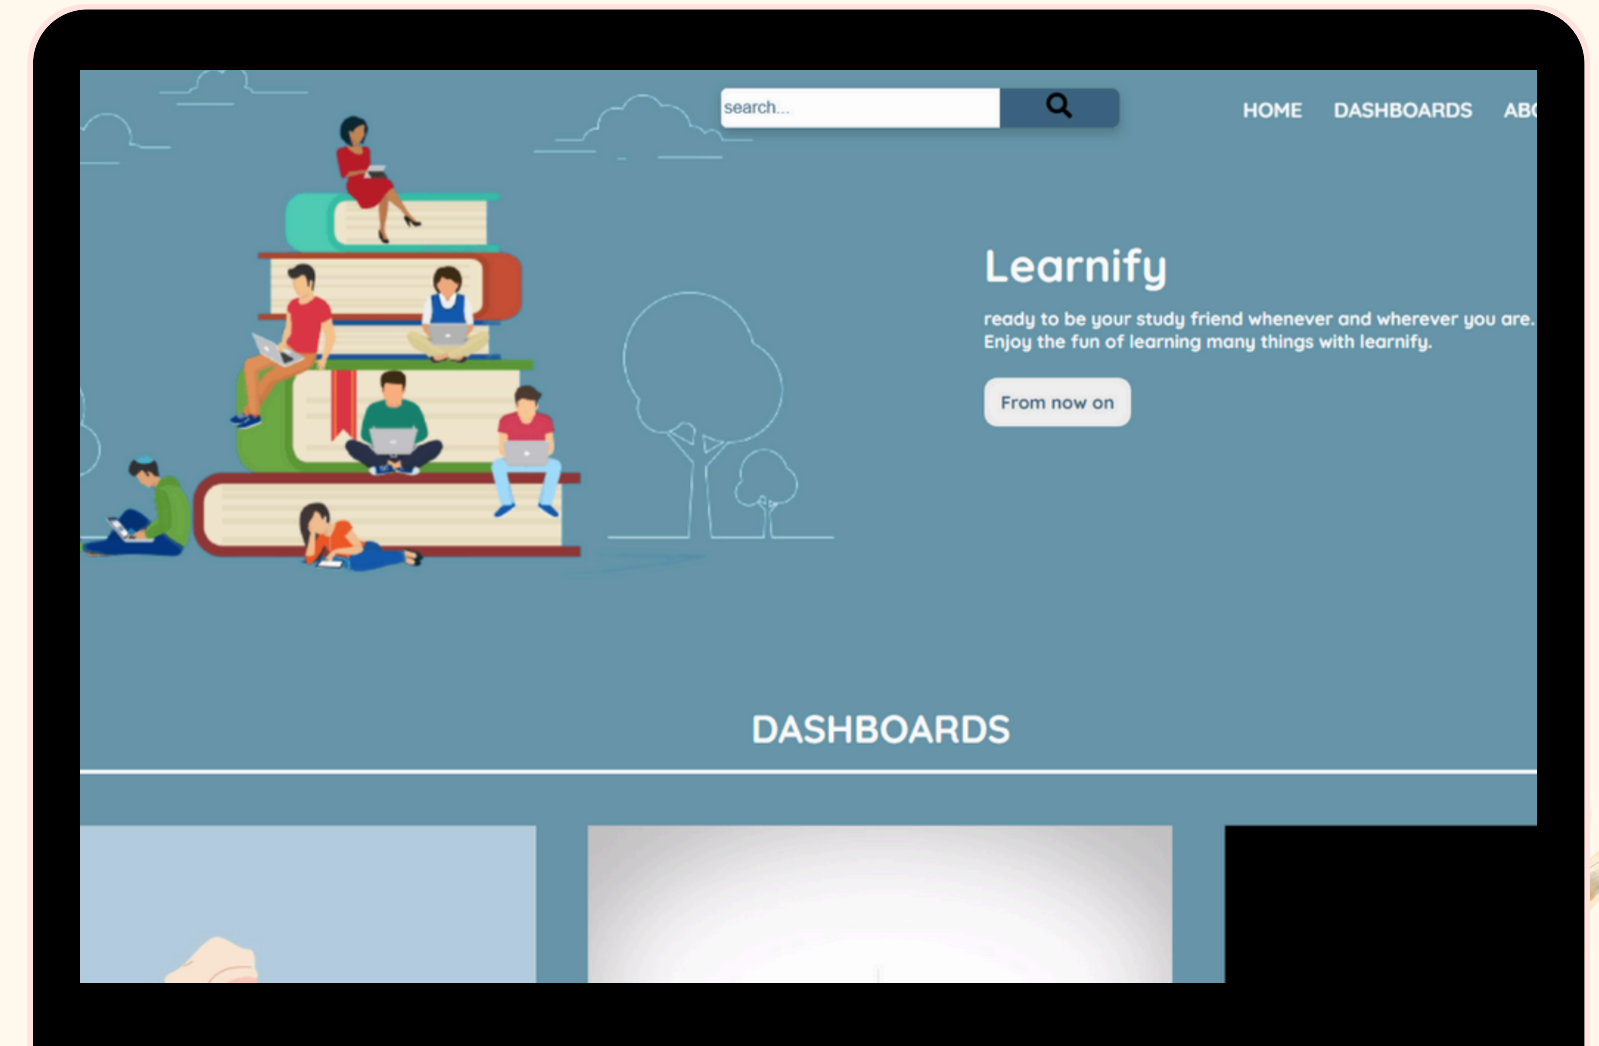 search...
HOME DASHBOARDS
Learnify
ready to be your study friend whenever and wherever you are.
Enjoy the fun of learning many things with learnify.
From now on
DASHBOARDS